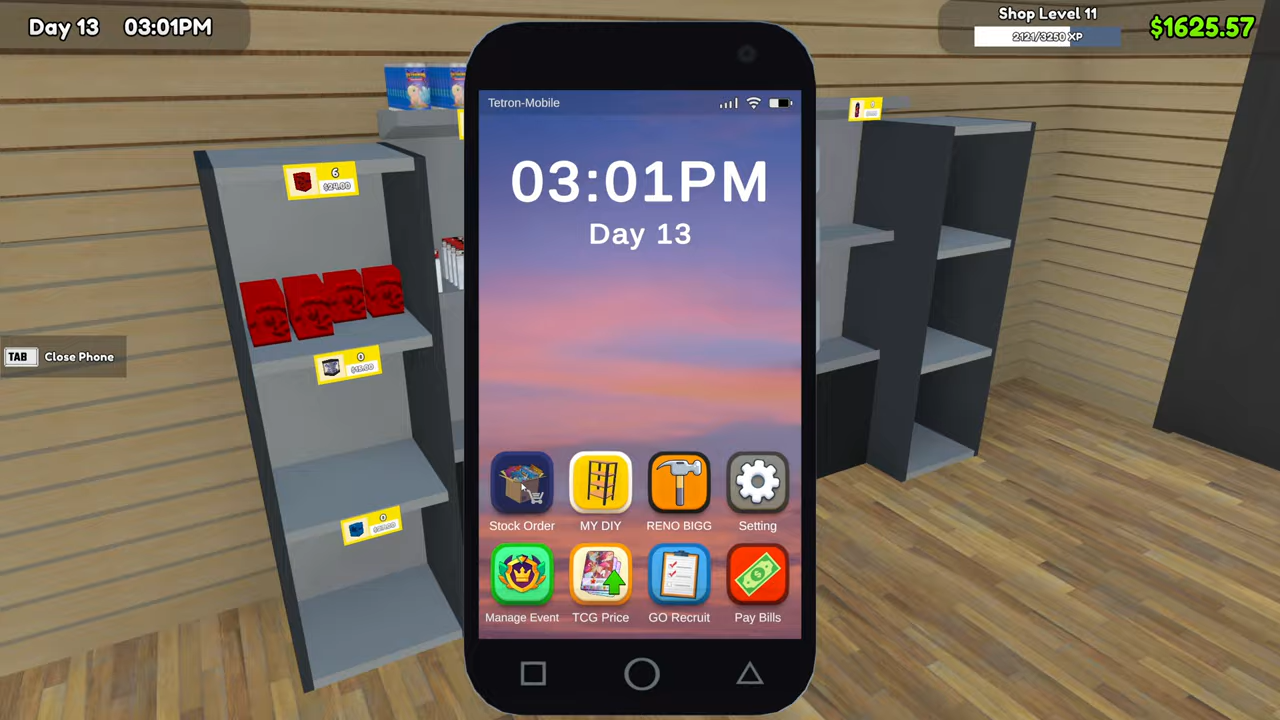 Day 13 03:01PM
Shop Level 11
2121/3250 XP
$1625.57
Tetron-Mobile
03:01PM
Day 13
6
$24.00
TAB Close Phone
0
0
Stock Order MY DIY RENO BIGG Setting
Manage Event TCG Price GO Recruit Pay Bills